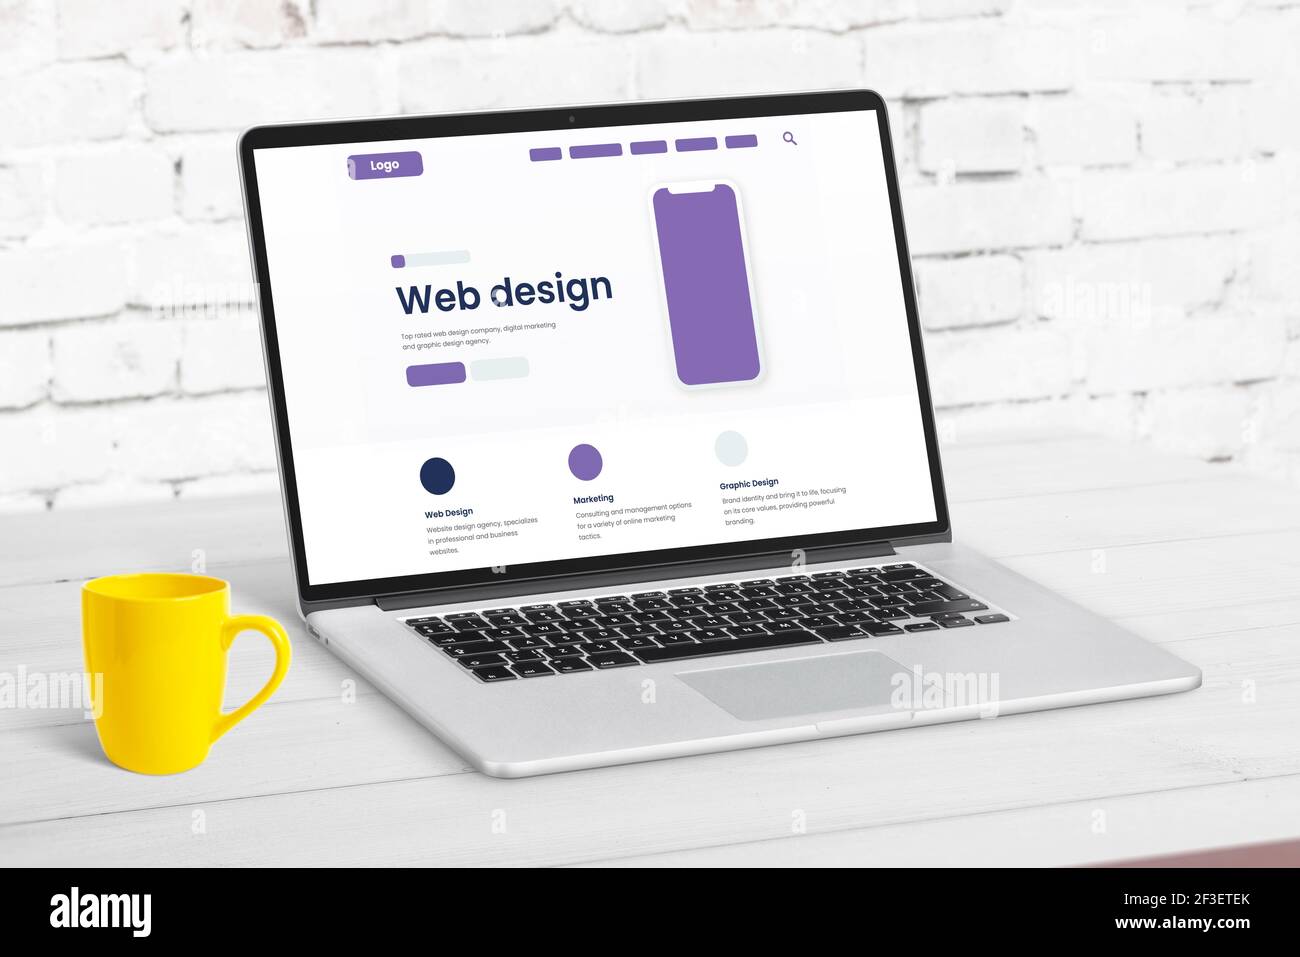 Logo
Web design
Top rated web design company, digital marketing
and graphic design agency.
Web Design
Website design agency, specializes
in professional and business
websites.
Marketing
Consulting and management options
for a variety of online marketing
tactics.
Graphic Design
Brand identity and bring it to life, focusing
on its core values, providing powerful
branding.
alamy
Image ID: 2F3ETEK
www.alamy.com